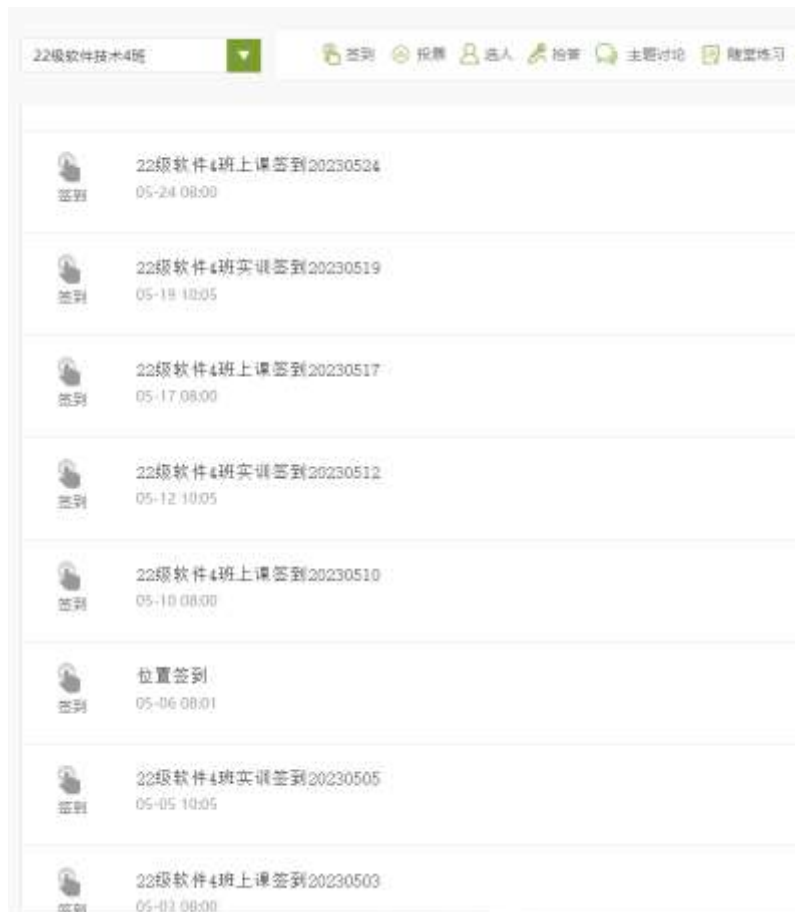 22级软件技术4班 签到 投票 选人 抢答 主题讨论 随堂练习
22级软件4班上课签到20230524
签到 05-24 08:00
22级软件4班实训签到20230519
签到 05-19 10:05
22级软件4班上课签到20230517
签到 05-17 08:00
22级软件4班实训签到20230512
签到 05-12 10:05
22级软件4班上课签到20230510
签到 05-10 08:00
位置签到
签到 05-06 08:01
22级软件4班实训签到20230505
签到 05-05 10:05
22级软件4班上课签到20230503
签到 05-03 08:00